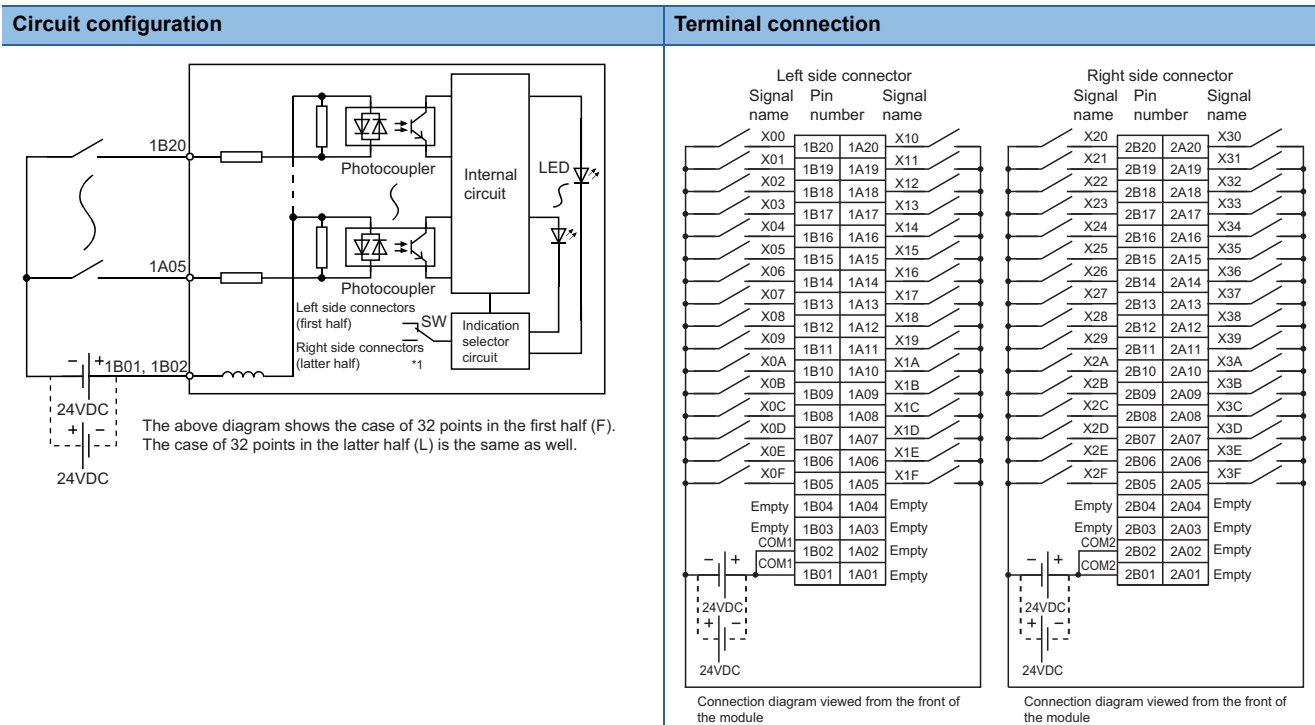 Circuit configuration
1B20
Photocoupler
Internal
circuit
LED
1A05
Photocoupler
Left side connectors
(first half)
SW
Right side connectors
(latter half)
*1
Indication
selector
circuit
– +
1B01, 1B02
24VDC
+ –
24VDC
The above diagram shows the case of 32 points in the first half (F).
The case of 32 points in the latter half (L) is the same as well.
Terminal connection
Left side connector
Signal name Pin number Signal name
X00 1B20 1A20 X10
X01 1B19 1A19 X11
X02 1B18 1A18 X12
X03 1B17 1A17 X13
X04 1B16 1A16 X14
X05 1B15 1A15 X15
X06 1B14 1A14 X16
X07 1B13 1A13 X17
X08 1B12 1A12 X18
X09 1B11 1A11 X19
X0A 1B10 1A10 X1A
X0B 1B09 1A09 X1B
X0C 1B08 1A08 X1C
X0D 1B07 1A07 X1D
X0E 1B06 1A06 X1E
X0F 1B05 1A05 X1F
Empty 1B04 1A04 Empty
Empty 1B03 1A03 Empty
COM1 1B02 1A02 Empty
COM1 1B01 1A01 Empty
– +
24VDC
+ –
24VDC
Connection diagram viewed from the front of
the module
Right side connector
Signal name Pin number Signal name
X20 2B20 2A20 X30
X21 2B19 2A19 X31
X22 2B18 2A18 X32
X23 2B17 2A17 X33
X24 2B16 2A16 X34
X25 2B15 2A15 X35
X26 2B14 2A14 X36
X27 2B13 2A13 X37
X28 2B12 2A12 X38
X29 2B11 2A11 X39
X2A 2B10 2A10 X3A
X2B 2B09 2A09 X3B
X2C 2B08 2A08 X3C
X2D 2B07 2A07 X3D
X2E 2B06 2A06 X3E
X2F 2B05 2A05 X3F
Empty 2B04 2A04 Empty
Empty 2B03 2A03 Empty
COM2 2B02 2A02 Empty
COM2 2B01 2A01 Empty
– +
24VDC
+ –
24VDC
Connection diagram viewed from the front of
the module